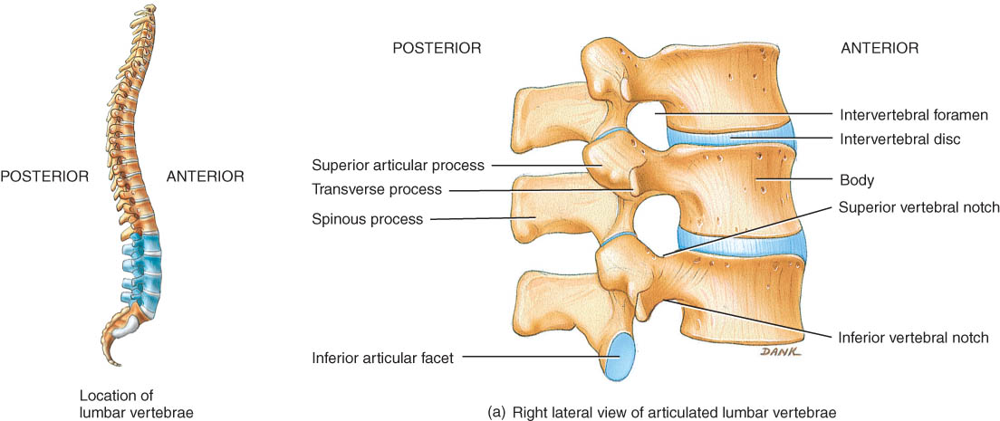 POSTERIOR
ANTERIOR
Location of
lumbar vertebrae
POSTERIOR
ANTERIOR
Intervertebral foramen
Intervertebral disc
Superior articular process
Transverse process
Body
Spinous process
Superior vertebral notch
Inferior vertebral notch
Inferior articular facet
DANK
(a) Right lateral view of articulated lumbar vertebrae